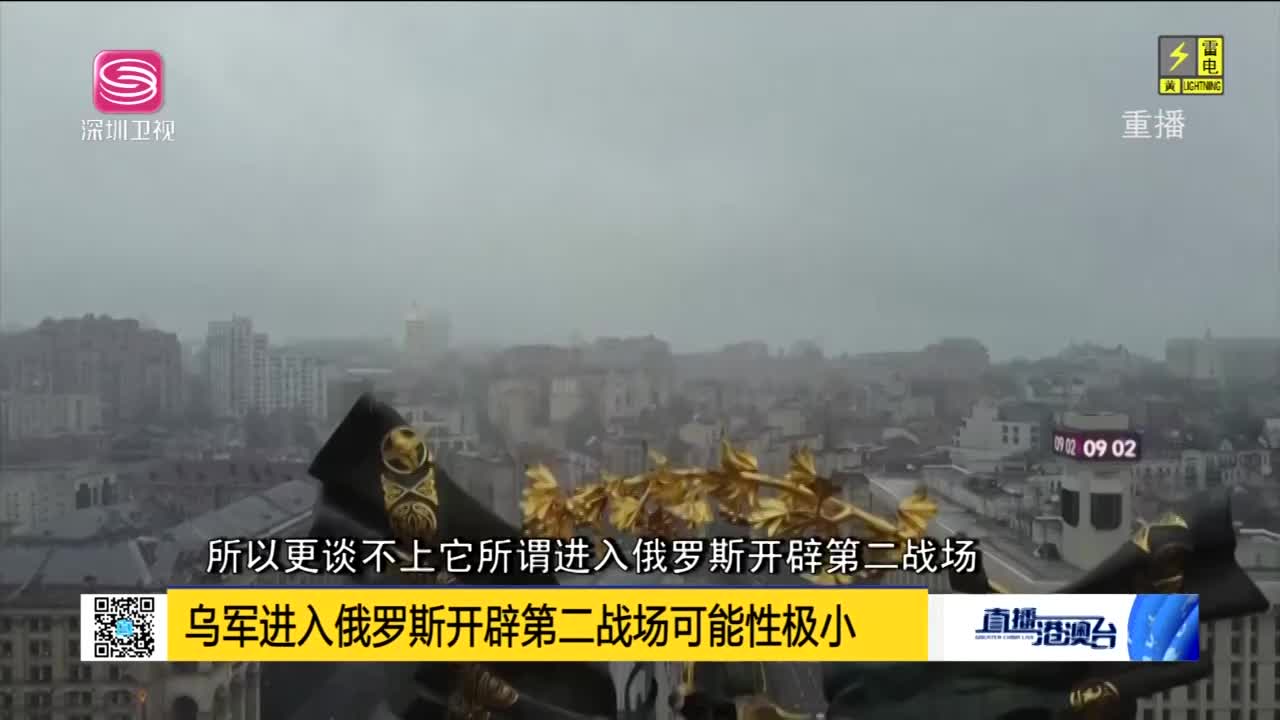 深圳卫视
雷电
黄 LIGHTNING
重播
09 02 09 02
所以更谈不上它所谓进入俄罗斯开辟第二战场
乌军进入俄罗斯开辟第二战场可能性极小
直播港澳台
GREATER CHINA LIVE